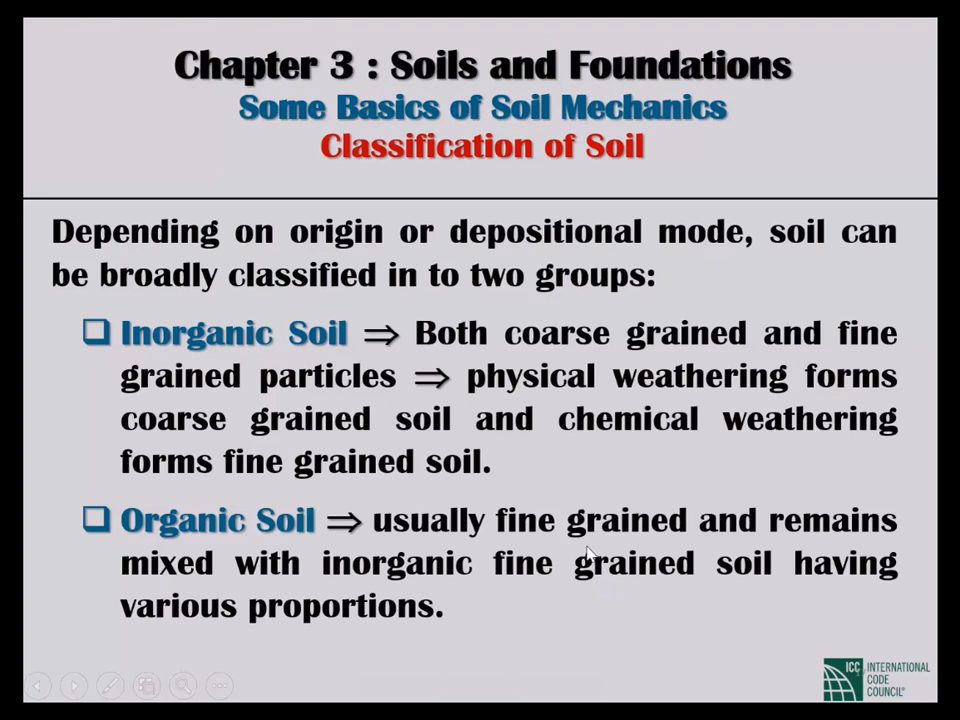 Chapter 3 : Soils and Foundations
Some Basics of Soil Mechanics
Classification of Soil
Depending on origin or depositional mode, soil can
be broadly classified in to two groups:
❑ Inorganic Soil ⇒ Both coarse grained and fine
grained particles ⇒ physical weathering forms
coarse grained soil and chemical weathering
forms fine grained soil.
❑ Organic Soil ⇒ usually fine grained and remains
mixed with inorganic fine grained soil having
various proportions.
ICC INTERNATIONAL
CODE
COUNCIL®